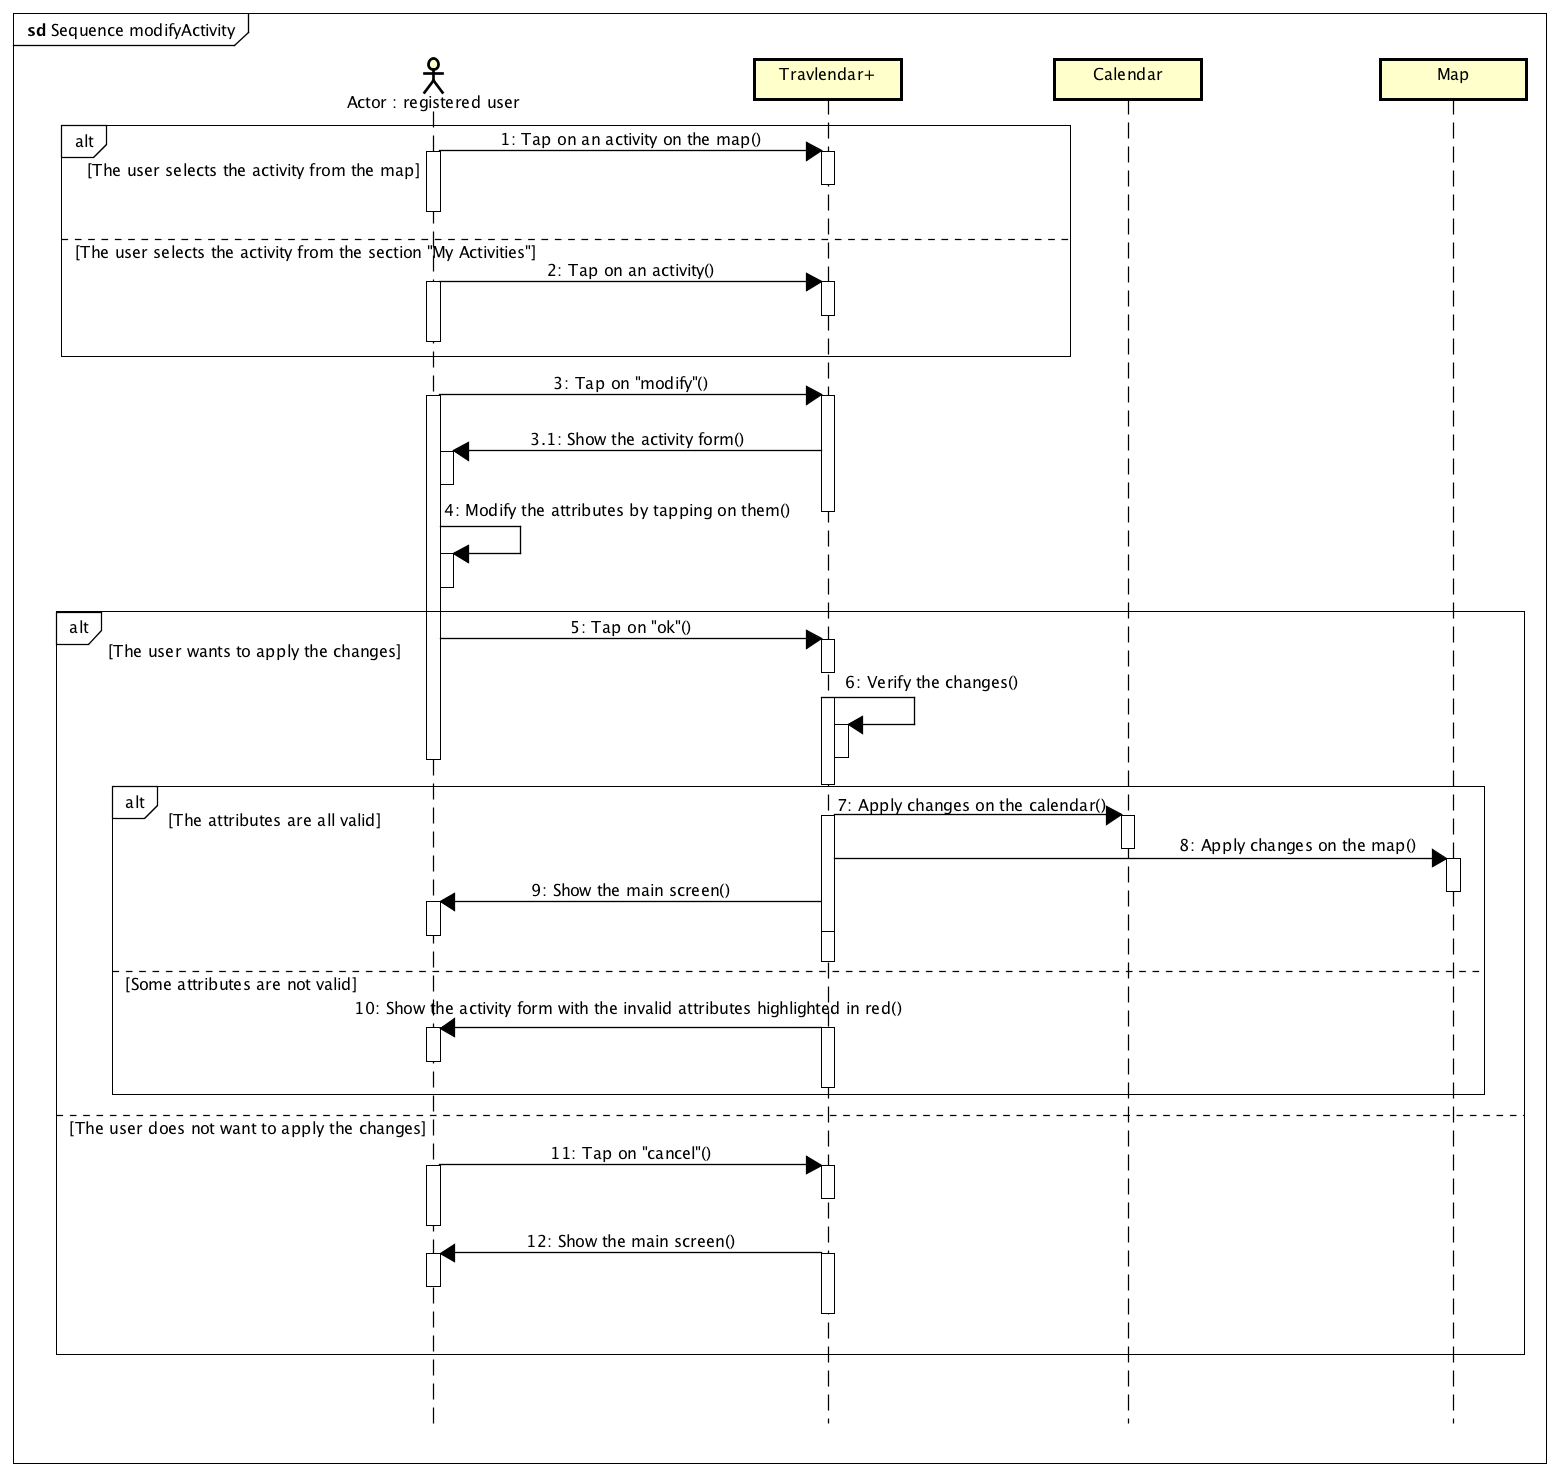 sd Sequence modifyActivity
Actor : registered user
Travlendar+
Calendar
Map
alt
1: Tap on an activity on the map()
[The user selects the activity from the map]
[The user selects the activity from the section "My Activities"]
2: Tap on an activity()
3: Tap on "modify"()
3.1: Show the activity form()
4: Modify the attributes by tapping on them()
alt
5: Tap on "ok"()
[The user wants to apply the changes]
6: Verify the changes()
alt
7: Apply changes on the calendar()
[The attributes are all valid]
8: Apply changes on the map()
9: Show the main screen()
[Some attributes are not valid]
10: Show the activity form with the invalid attributes highlighted in red()
[The user does not want to apply the changes]
11: Tap on "cancel"()
12: Show the main screen()